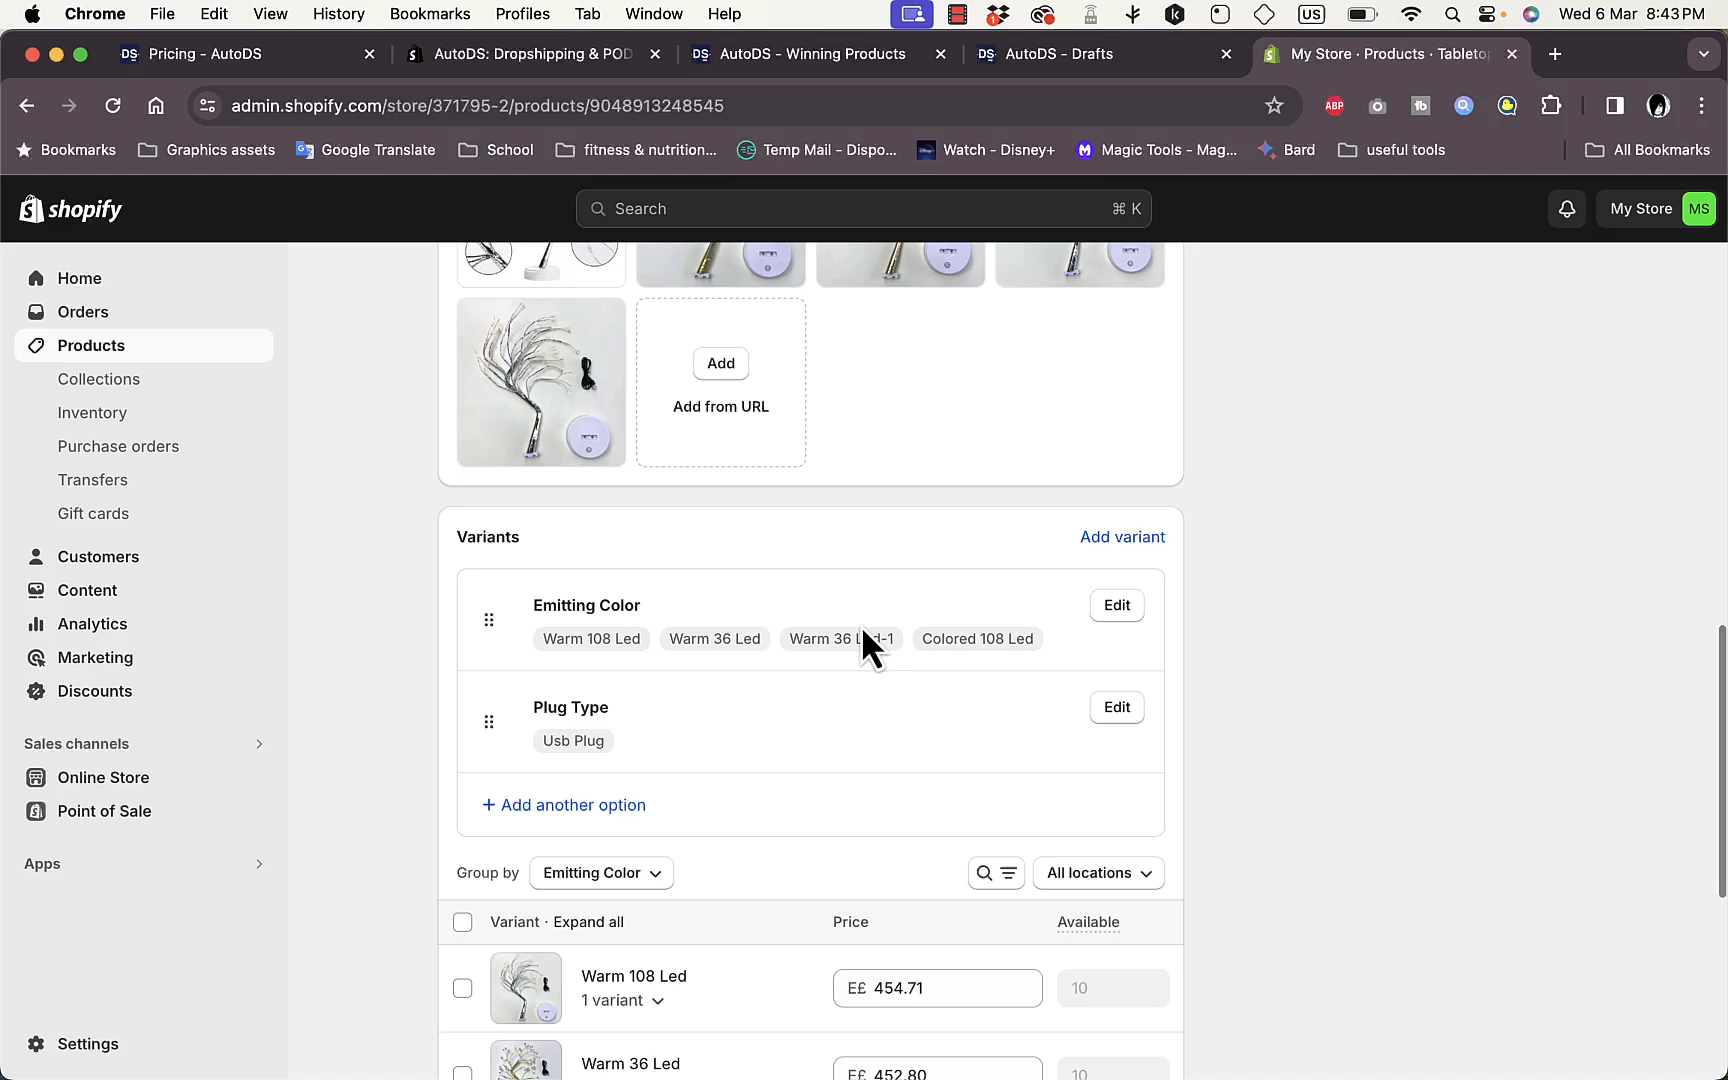 Chrome File Edit View History Bookmarks Profiles Tab Window Help US Wed 6 Mar 8:43 PM
DS Pricing - AutoDS AutoDS: Dropshipping & POD DS AutoDS - Winning Products DS AutoDS - Drafts My Store · Products · Tabletop
admin.shopify.com/store/371795-2/products/9048913248545 ABP tb
Bookmarks Graphics assets Google Translate School fitness & nutrition... Temp Mail - Dispo... Watch - Disney+ Magic Tools - Mag... Bard useful tools All Bookmarks
shopify Search ⌘ K My Store MS
Home
Orders
Products
Collections
Inventory
Purchase orders
Transfers
Gift cards
Customers
Content
Analytics
Marketing
Discounts
Sales channels
Online Store
Point of Sale
Apps
Settings
Add
Add from URL
Variants Add variant
Emitting Color Edit
Warm 108 Led Warm 36 Led Warm 36 Led-1 Colored 108 Led
Plug Type Edit
Usb Plug
+ Add another option
Group by Emitting Color All locations
Variant · Expand all Price Available
Warm 108 Led
1 variant
E£ 454.71 10
Warm 36 Led
E£ 452.80 10